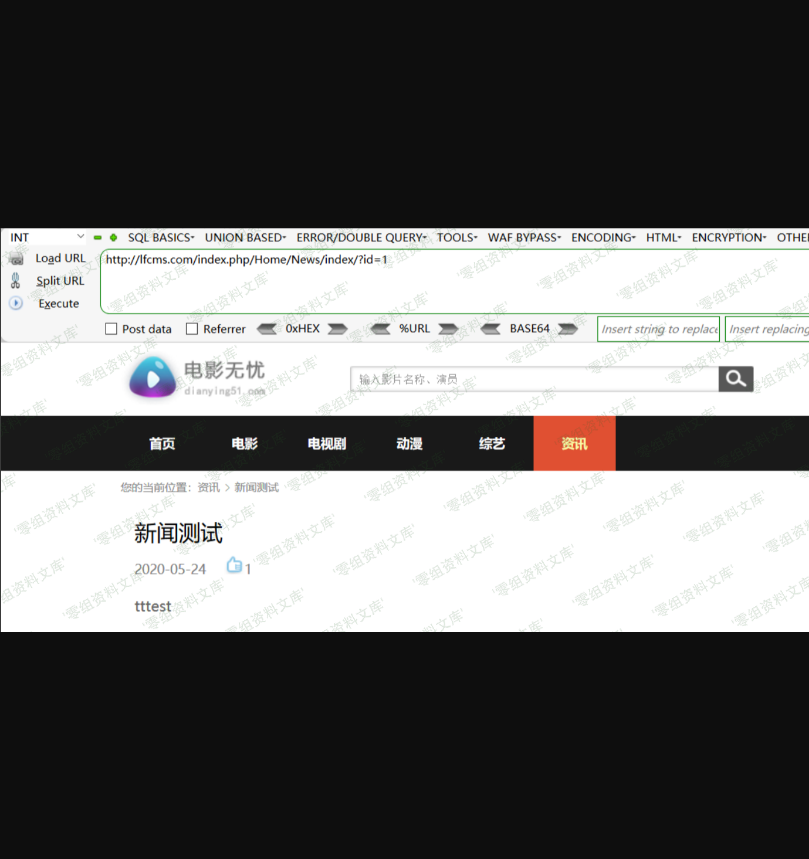 INT SQL BASICS UNION BASED ERROR/DOUBLE QUERY TOOLS WAF BYPASS ENCODING HTML ENCRYPTION OTHE
Load URL http://lfcms.com/index.php/Home/News/index/?id=1
Split URL
Execute
Post data Referrer 0xHEX %URL BASE64 Insert string to replace Insert replacing
电影无忧
dianying51.com
输入影片名称、演员
首页 电影 电视剧 动漫 综艺 资讯
您的当前位置：资讯 > 新闻测试
新闻测试
2020-05-24 1
tttest
零组资料文库